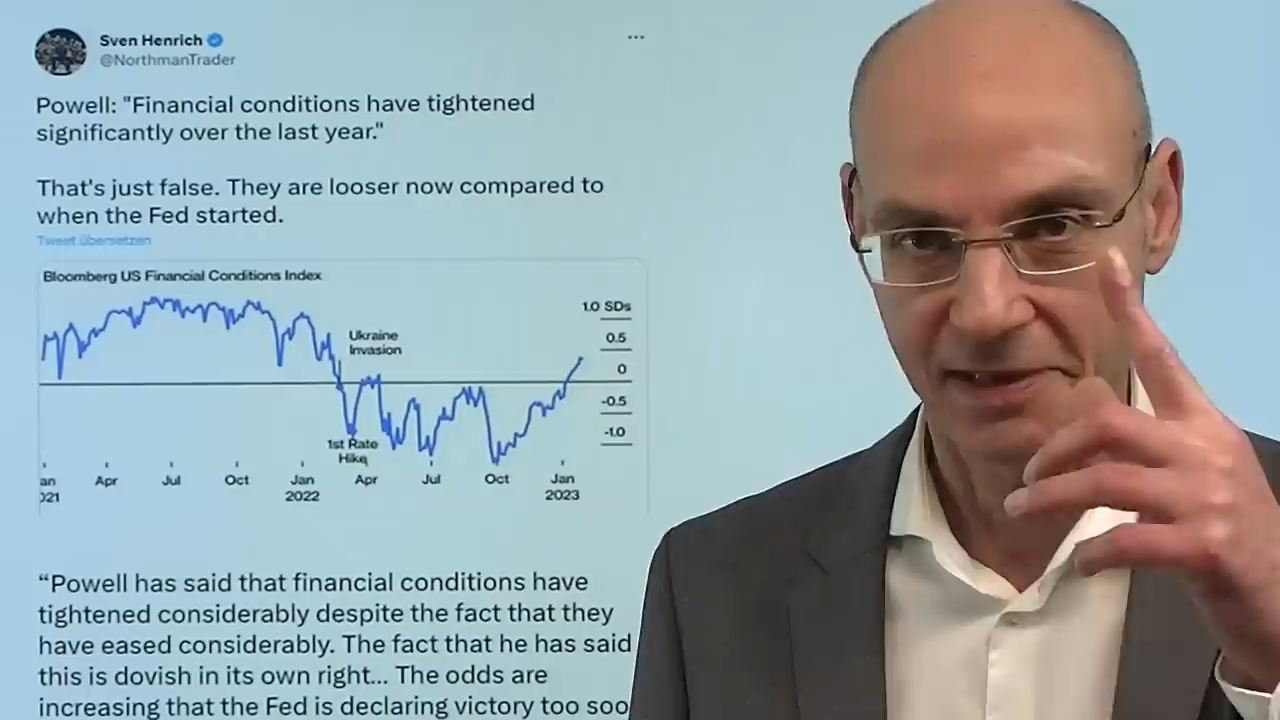 Sven Henrich
@NorthmanTrader
Powell: "Financial conditions have tightened
significantly over the last year."
That's just false. They are looser now compared to
when the Fed started.
Tweet übersetzen
Bloomberg US Financial Conditions Index
1.0 SDs
Ukraine
Invasion
0.5
0
-0.5
-1.0
1st Rate
Hike
an Apr Jul Oct Jan Apr Jul Oct Jan
021 2022 2023
“Powell has said that financial conditions have
tightened considerably despite the fact that they
have eased considerably. The fact that he has said
this is dovish in its own right... The odds are
increasing that the Fed is declaring victory too soo